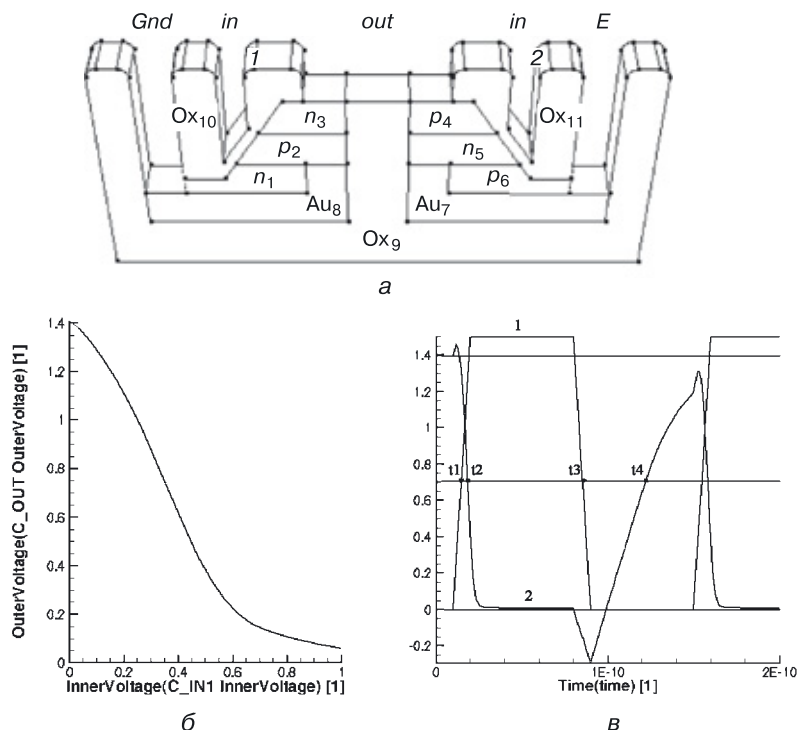 Gnd in out in E
1 2
Ox10 n3 p4 Ox11
p2 n5
n1 p6
Au8 Au7
Ox9
а
OuterVoltage(C_OUT OuterVoltage) [1]
1.4
1.2
1
0.8
0.6
0.4
0.2
0
0 0.2 0.4 0.6 0.8 1
InnerVoltage(C_IN1 InnerVoltage) [1]
б
1
1.4
1.2
1
0.8
t1 t2 t3 t4
0.6
0.4
0.2
2
0
-0.2
0 1E-10 2E-10
Time(time) [1]
в